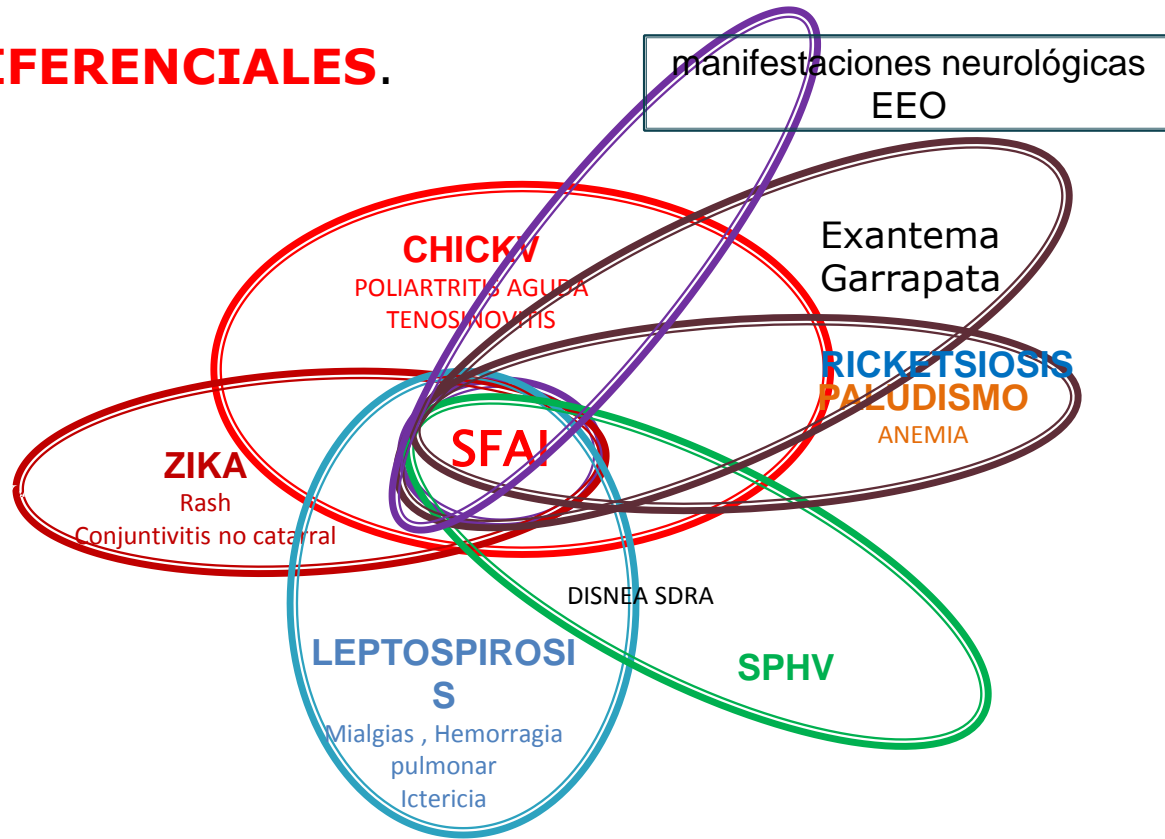 IFERENCIALES.
manifestaciones neurológicas
EEO
Exantema
Garrapata
CHICKV
POLIARTRITIS AGUDA
TENOSINOVITIS
RICKETSIOSIS
PALUDISMO
ANEMIA
SFAI
ZIKA
Rash
Conjuntivitis no catarral
DISNEA SDRA
LEPTOSPIROSI
S
Mialgias , Hemorragia
pulmonar
Ictericia
SPHV